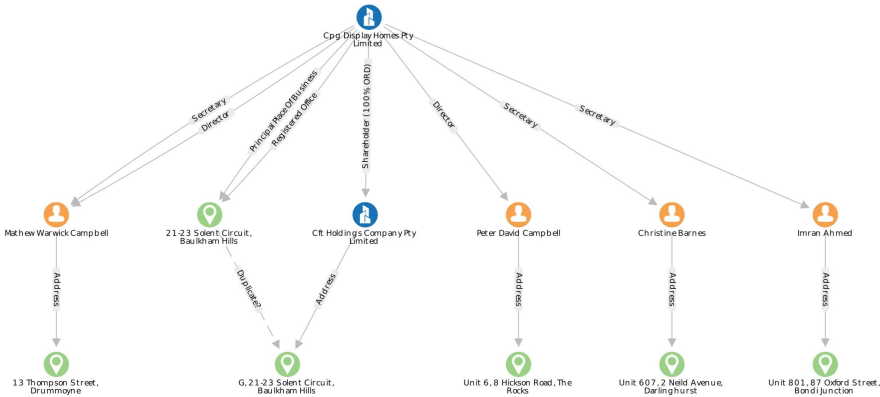 Cpg Display Homes Pty
Limited
Secretary
Director
Principal Place Of Business
Registered Office
Shareholder (100% ORD)
Director
Secretary
Secretary
Mathew Warwick Campbell
21-23 Solent Circuit,
Baulkham Hills
Cft Holdings Company Pty
Limited
Peter David Campbell
Christine Barnes
Imran Ahmed
Address
Duplicate?
Address
Address
Address
Address
13 Thompson Street,
Drummoyne
G, 21-23 Solent Circuit,
Baulkham Hills
Unit 6, 8 Hickson Road, The
Rocks
Unit 607, 2 Neild Avenue,
Darlinghurst
Unit 801, 87 Oxford Street,
Bondi Junction